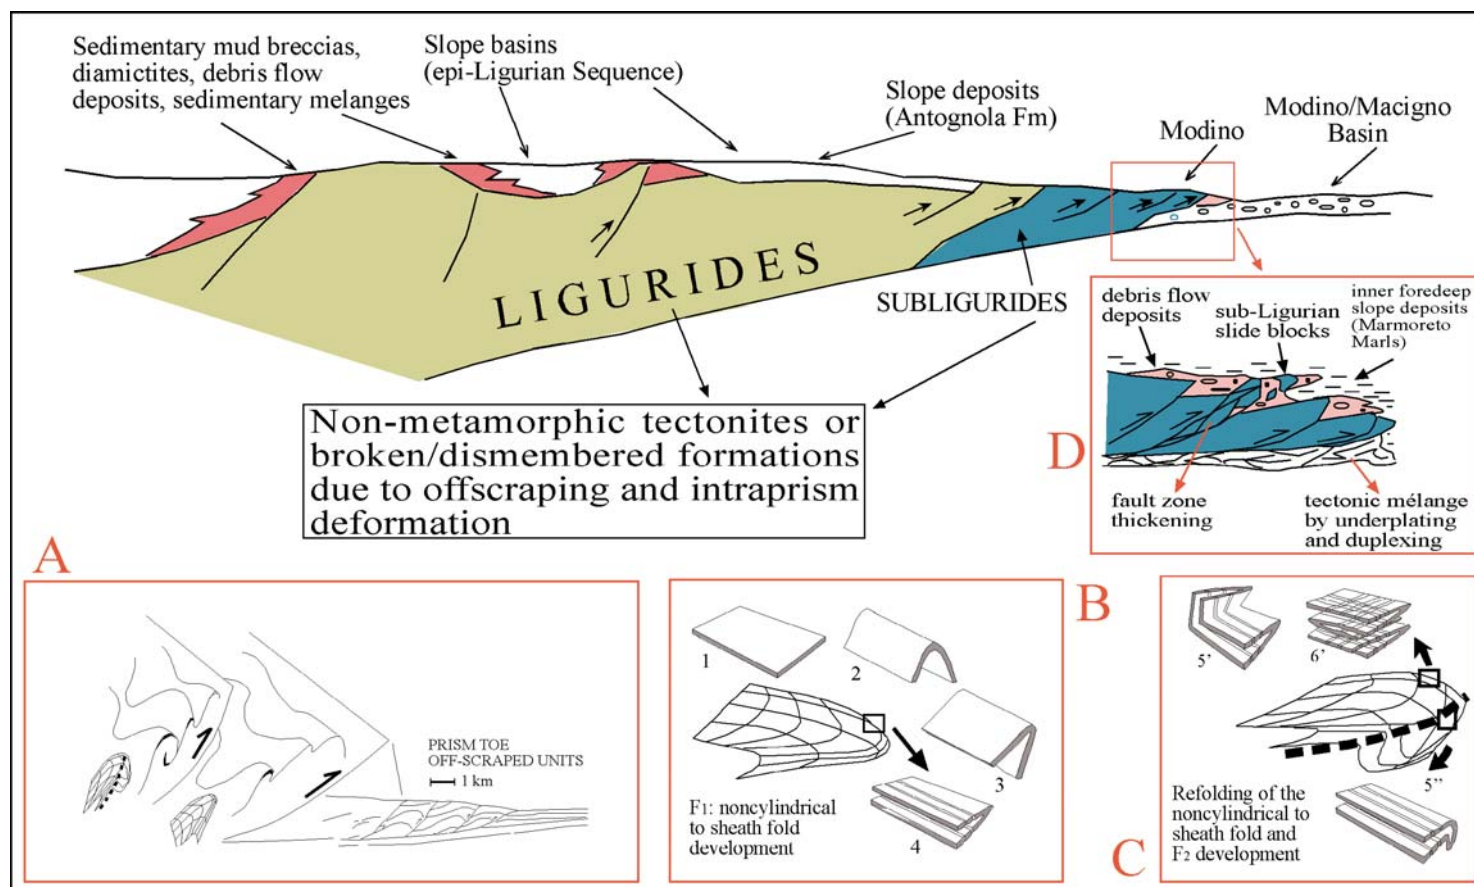 Sedimentary mud breccias,
diamictites, debris flow
deposits, sedimentary melanges
Slope basins
(epi-Ligurian Sequence)
Slope deposits
(Antognola Fm)
Modino
Modino/Macigno
Basin
LIGURIDES
SUBLIGURIDES
Non-metamorphic tectonites or
broken/dismembered formations
due to offscraping and intraprism
deformation
debris flow
deposits
sub-Ligurian
slide blocks
inner foredeep
slope deposits
(Marmoreto
Marls)
D
fault zone
thickening
tectonic mélange
by underplating
and duplexing
A
PRISM TOE
OFF-SCRAPED UNITS
1 km
B
1
2
3
4
F1: noncylindrical
to sheath fold
development
C
5'
6'
5"
Refolding of the
noncylindrical to
sheath fold and
F2 development